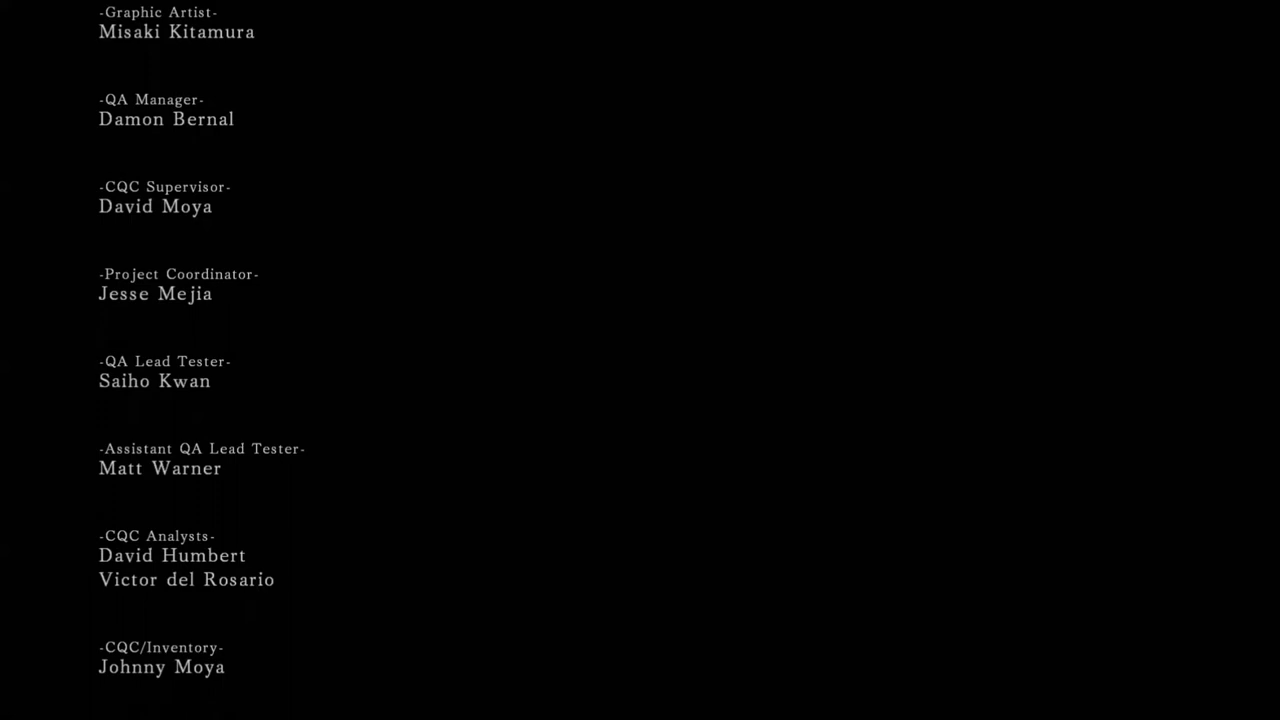 -Graphic Artist-
Misaki Kitamura
-QA Manager-
Damon Bernal
-CQC Supervisor-
David Moya
-Project Coordinator-
Jesse Mejia
-QA Lead Tester-
Saiho Kwan
-Assistant QA Lead Tester-
Matt Warner
-CQC Analysts-
David Humbert
Victor del Rosario
-CQC/Inventory-
Johnny Moya